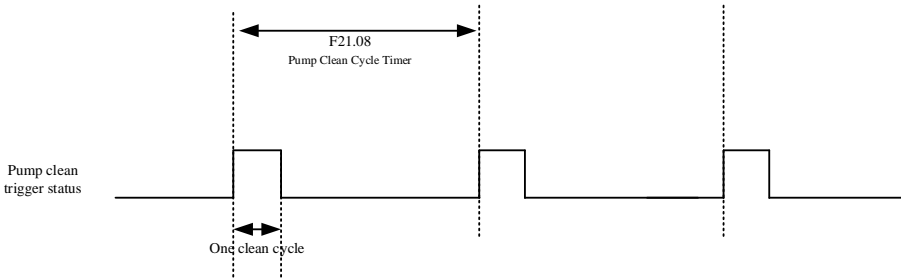 F21.08
Pump Clean Cycle Timer
Pump clean
trigger status
One clean cycle